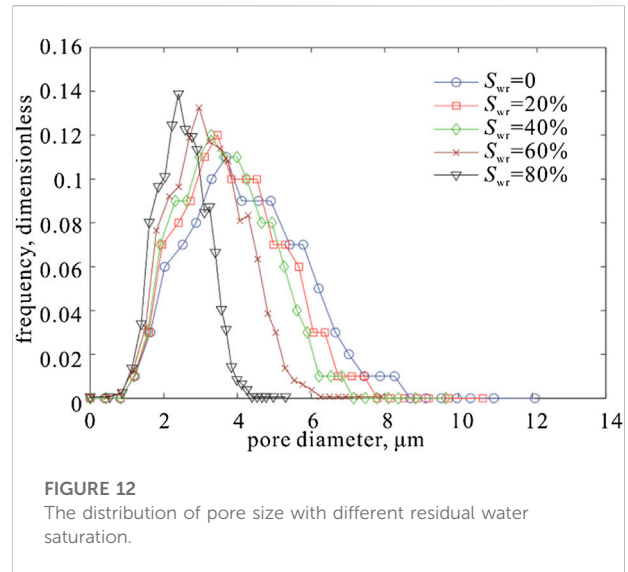 0.16
0.14
0.12
0.1
0.08
0.06
0.04
0.02
0
frequency, dimensionless
Swr=0
Swr=20%
Swr=40%
Swr=60%
Swr=80%
0 2 4 6 8 10 12 14
pore diameter, μm
FIGURE 12
The distribution of pore size with different residual water
saturation.